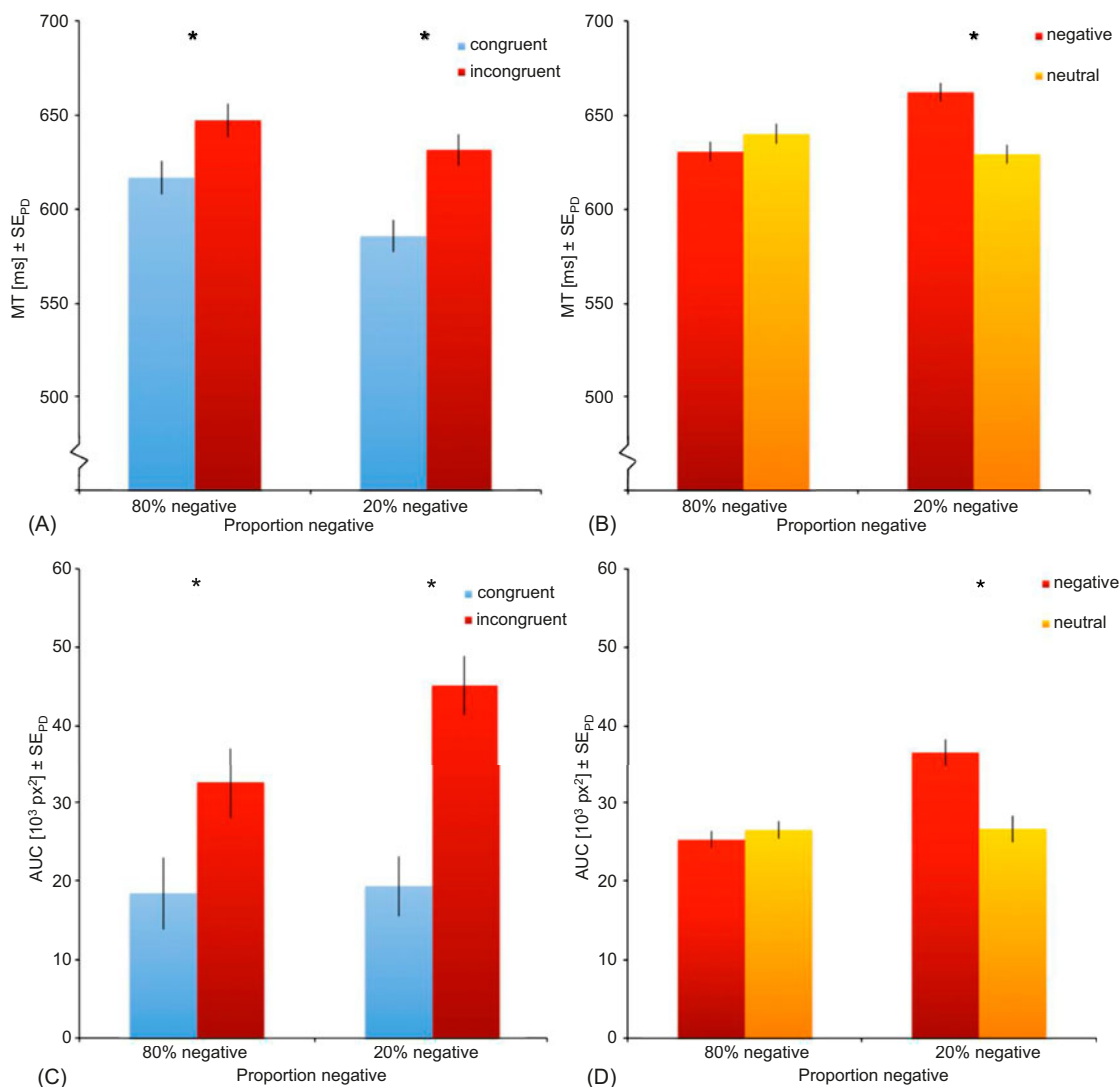 700
650
600
550
500
MT [ms] ± SEPD
*
*
congruent
incongruent
80% negative
20% negative
Proportion negative
(A)
700
650
600
550
500
MT [ms] ± SEPD
*
negative
neutral
80% negative
20% negative
Proportion negative
(B)
60
50
40
30
20
10
0
AUC [10³ px²] ± SEPD
*
*
congruent
incongruent
80% negative
20% negative
Proportion negative
(C)
60
50
40
30
20
10
0
AUC [10³ px²] ± SEPD
*
negative
neutral
80% negative
20% negative
Proportion negative
(D)